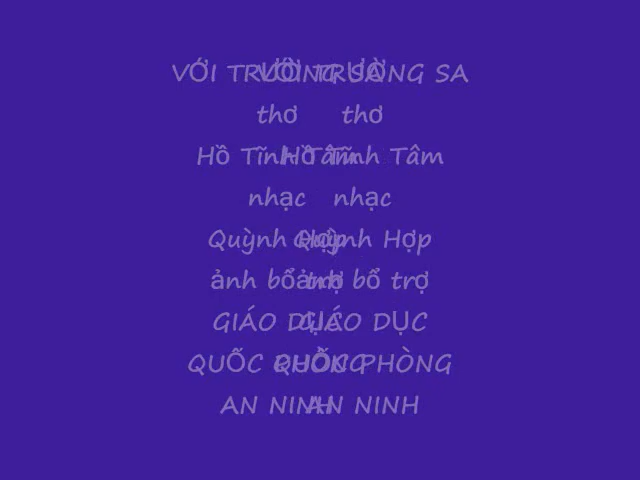 VỚI TRƯỜNG SA
thơ
Hồ Tĩnh Tâm
nhạc
Quỳnh Hợp
ảnh bổ trợ
GIÁO DỤC
QUỐC PHÒNG
AN NINH